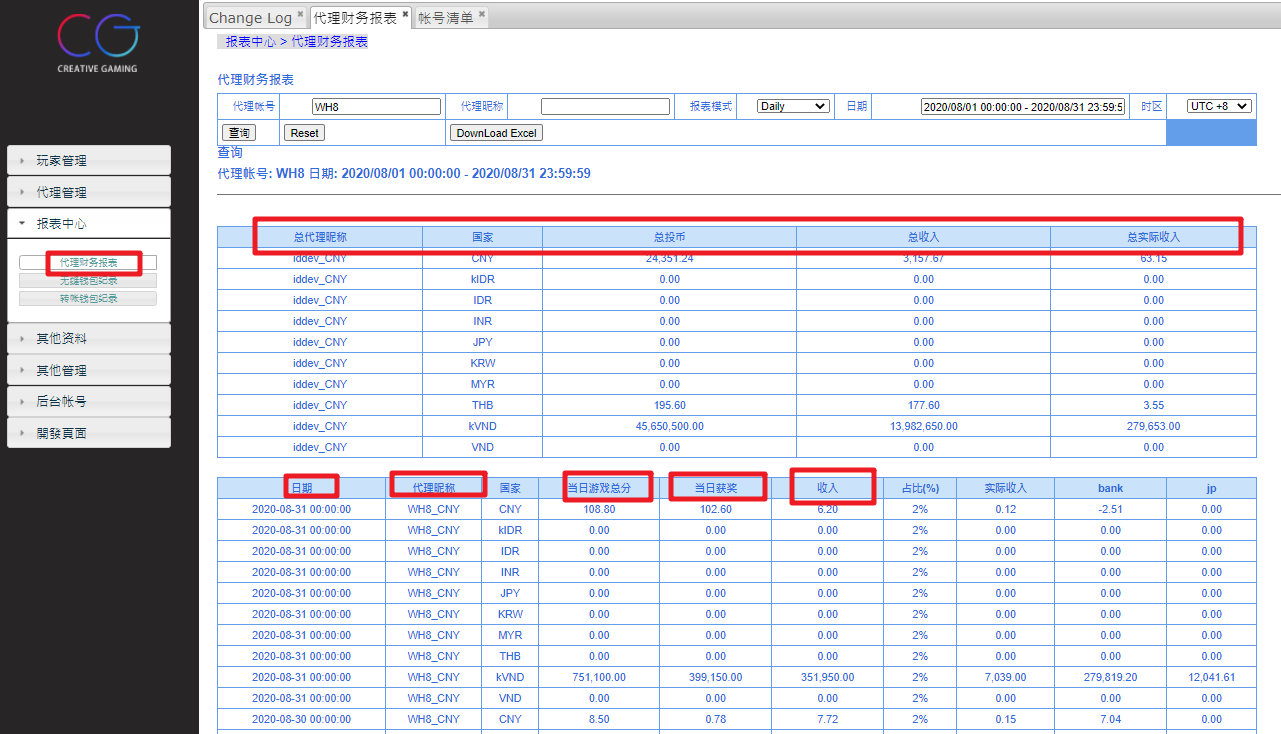 CG
CREATIVE GAMING
玩家管理
代理管理
报表中心
代理财务报表
无缝钱包纪录
转帐钱包纪录
其他资料
其他管理
后台帐号
開發頁面
Change Log × 代理财务报表 × 帐号清单 ×
报表中心 > 代理财务报表
代理财务报表
代理帐号 WH8 代理昵称 报表模式 Daily 日期 2020/08/01 00:00:00 - 2020/08/31 23:59:5 时区 UTC +8
查询 Reset DownLoad Excel
查询
代理帐号: WH8 日期: 2020/08/01 00:00:00 - 2020/08/31 23:59:59
总代理昵称 国家 总投币 总收入 总实际收入
iddev_CNY CNY 24,351.24 3,157.67 63.15
iddev_CNY kIDR 0.00 0.00 0.00
iddev_CNY IDR 0.00 0.00 0.00
iddev_CNY INR 0.00 0.00 0.00
iddev_CNY JPY 0.00 0.00 0.00
iddev_CNY KRW 0.00 0.00 0.00
iddev_CNY MYR 0.00 0.00 0.00
iddev_CNY THB 195.60 177.60 3.55
iddev_CNY kVND 45,650,500.00 13,982,650.00 279,653.00
iddev_CNY VND 0.00 0.00 0.00
日期 代理昵称 国家 当日游戏总分 当日获奖 收入 占比(%) 实际收入 bank jp
2020-08-31 00:00:00 WH8_CNY CNY 108.80 102.60 6.20 2% 0.12 -2.51 0.00
2020-08-31 00:00:00 WH8_CNY kIDR 0.00 0.00 0.00 2% 0.00 0.00 0.00
2020-08-31 00:00:00 WH8_CNY IDR 0.00 0.00 0.00 2% 0.00 0.00 0.00
2020-08-31 00:00:00 WH8_CNY INR 0.00 0.00 0.00 2% 0.00 0.00 0.00
2020-08-31 00:00:00 WH8_CNY JPY 0.00 0.00 0.00 2% 0.00 0.00 0.00
2020-08-31 00:00:00 WH8_CNY KRW 0.00 0.00 0.00 2% 0.00 0.00 0.00
2020-08-31 00:00:00 WH8_CNY MYR 0.00 0.00 0.00 2% 0.00 0.00 0.00
2020-08-31 00:00:00 WH8_CNY THB 0.00 0.00 0.00 2% 0.00 0.00 0.00
2020-08-31 00:00:00 WH8_CNY kVND 751,100.00 399,150.00 351,950.00 2% 7,039.00 279,819.20 12,041.61
2020-08-31 00:00:00 WH8_CNY VND 0.00 0.00 0.00 2% 0.00 0.00 0.00
2020-08-30 00:00:00 WH8_CNY CNY 8.50 0.78 7.72 2% 0.15 7.04 0.00